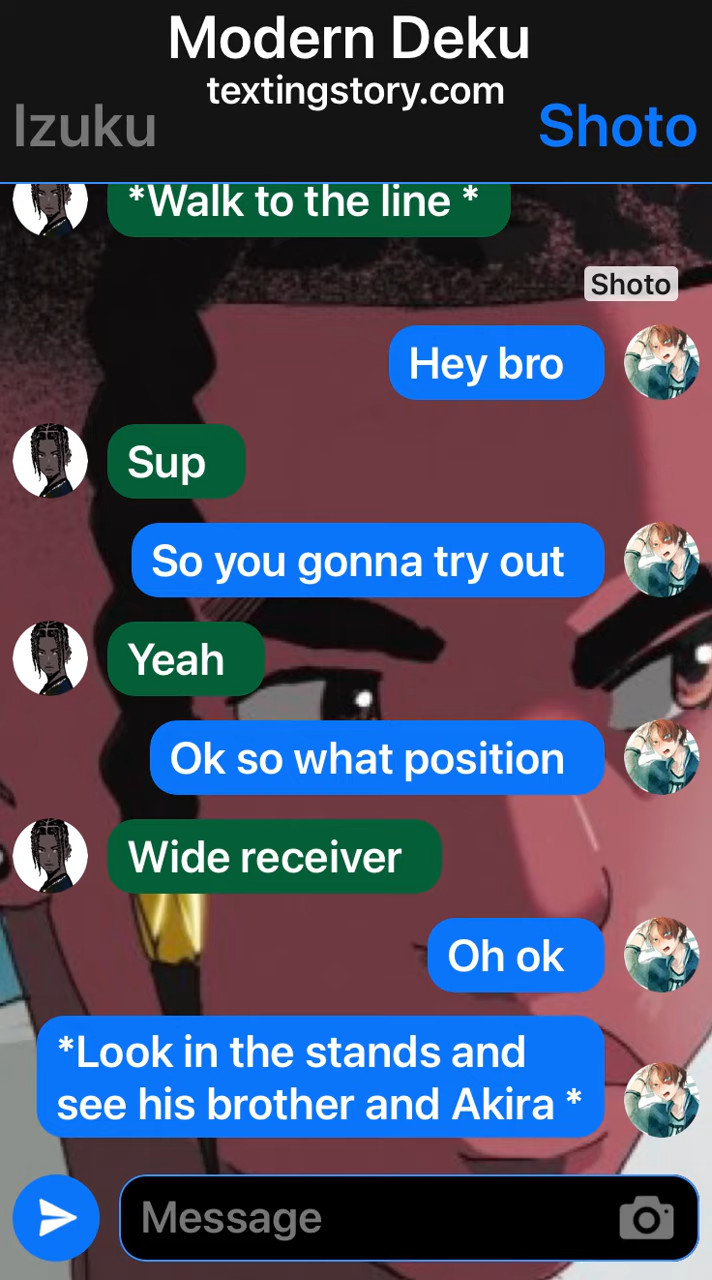 Modern Deku
textingstory.com
Izuku
Shoto
*Walk to the line *
Shoto
Hey bro
Sup
So you gonna try out
Yeah
Ok so what position
Wide receiver
Oh ok
*Look in the stands and
see his brother and Akira *
Message